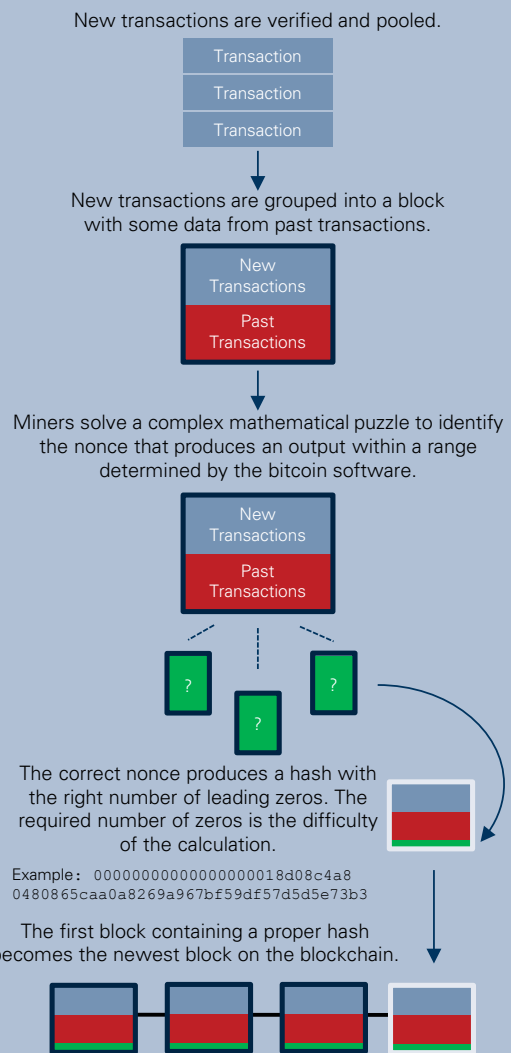 New transactions are verified and pooled.
Transaction
Transaction
Transaction
New transactions are grouped into a block
with some data from past transactions.
New
Transactions
Past
Transactions
Miners solve a complex mathematical puzzle to identify
the nonce that produces an output within a range
determined by the bitcoin software.
New
Transactions
Past
Transactions
?
?
?
The correct nonce produces a hash with
the right number of leading zeros. The
required number of zeros is the difficulty
of the calculation.
Example: 00000000000000000018d08c4a8
0480865caa0a8269a967bf59df57d5d5e73b3
The first block containing a proper hash
becomes the newest block on the blockchain.